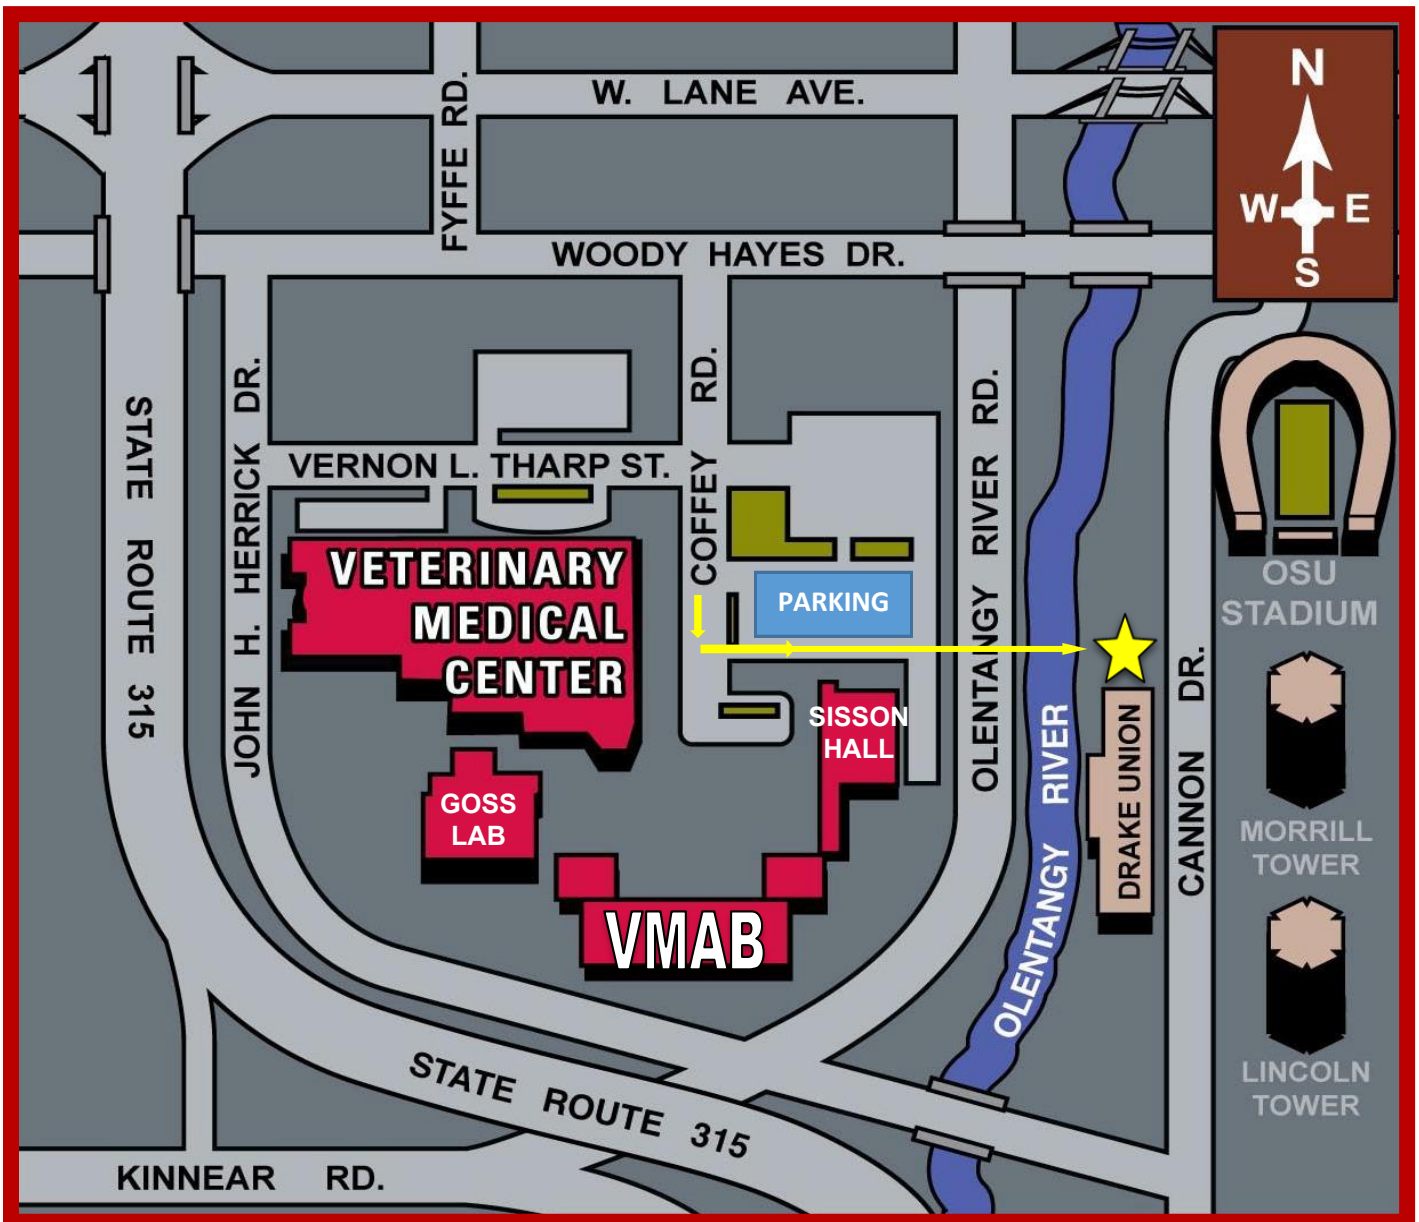 W. LANE AVE.
N
W E
S
FYFFE RD.
WOODY HAYES DR.
STATE ROUTE 315
JOHN H. HERRICK DR.
VERNON L. THARP ST.
COFFEY RD.
OLENTANGY RIVER RD.
VETERINARY
MEDICAL
CENTER
PARKING
OSU
STADIUM
SISSON
HALL
GOSS
LAB
VMAB
OLENTANGY RIVER
DRAKE UNION
CANNON DR.
MORRILL
TOWER
LINCOLN
TOWER
STATE ROUTE 315
KINNEAR RD.